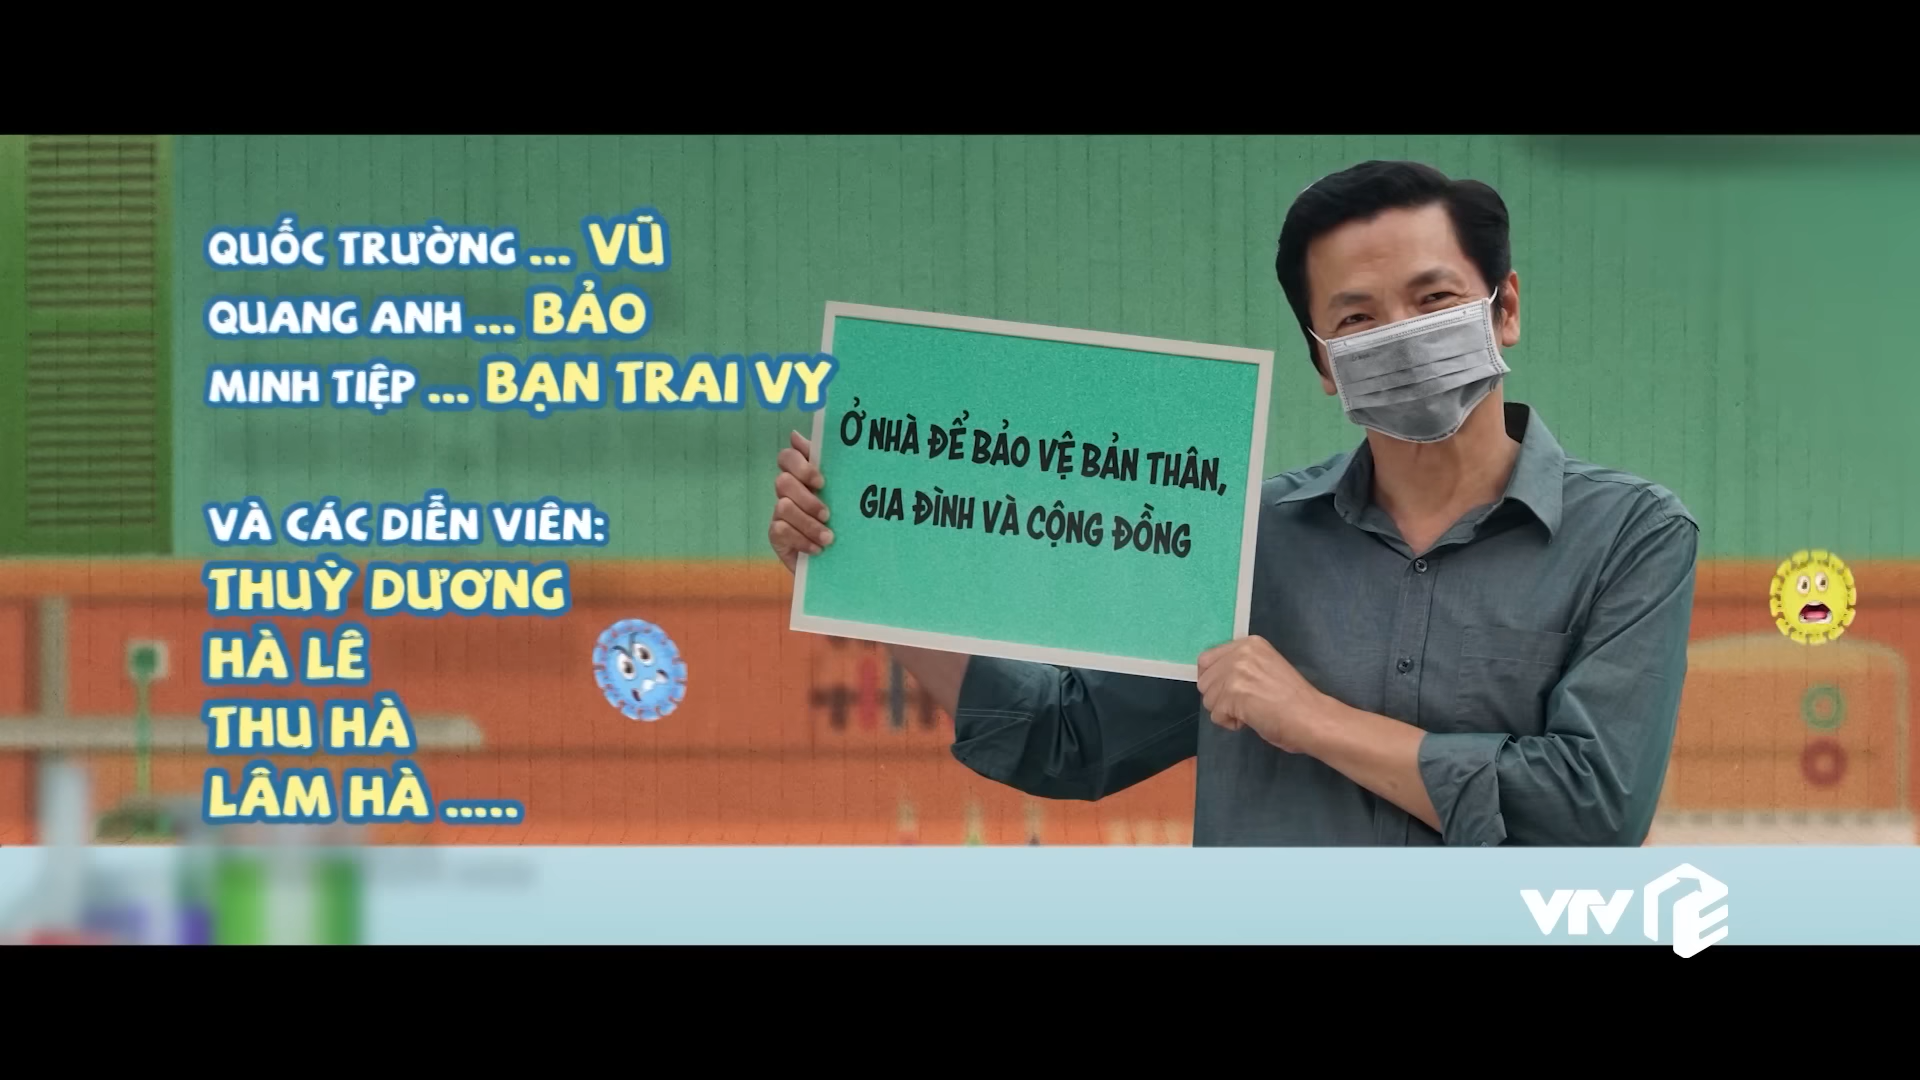 QUỐC TRƯỜNG ... VŨ
QUANG ANH ... BẢO
MINH TIỆP ... BẠN TRAI VY
VÀ CÁC DIỄN VIÊN:
THUỲ DƯƠNG
HÀ LÊ
THU HÀ
LÂM HÀ .....
Ở NHÀ ĐỂ BẢO VỆ BẢN THÂN,
GIA ĐÌNH VÀ CỘNG ĐỒNG
VTV